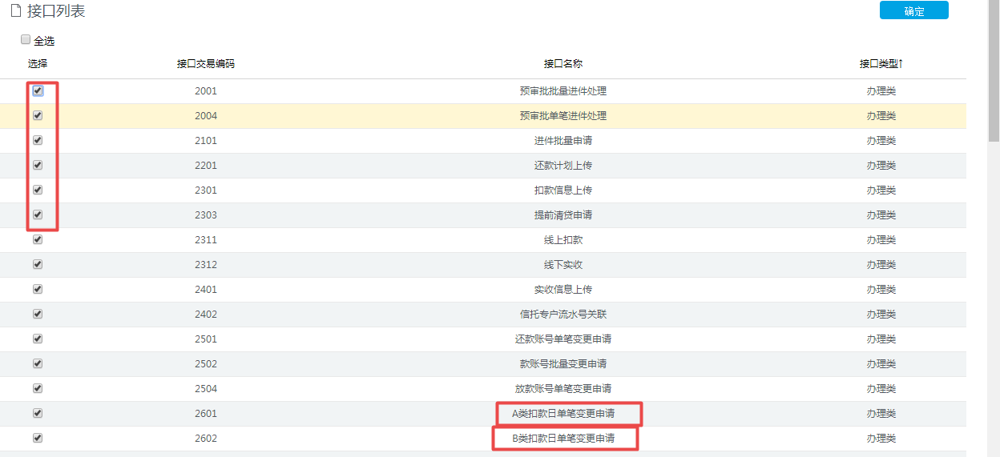 接口列表
确定
全选
选择 接口交易编码 接口名称 接口类型↑
2001 预审批批量进件处理 办理类
2004 预审批单笔进件处理 办理类
2101 进件批量申请 办理类
2201 还款计划上传 办理类
2301 扣款信息上传 办理类
2303 提前清贷申请 办理类
2311 线上扣款 办理类
2312 线下实收 办理类
2401 实收信息上传 办理类
2402 信托专户流水号关联 办理类
2501 还款账号单笔变更申请 办理类
2502 款账号批量变更申请 办理类
2504 放款账号单笔变更申请 办理类
2601 A类扣款日单笔变更申请 办理类
2602 B类扣款日单笔变更申请 办理类